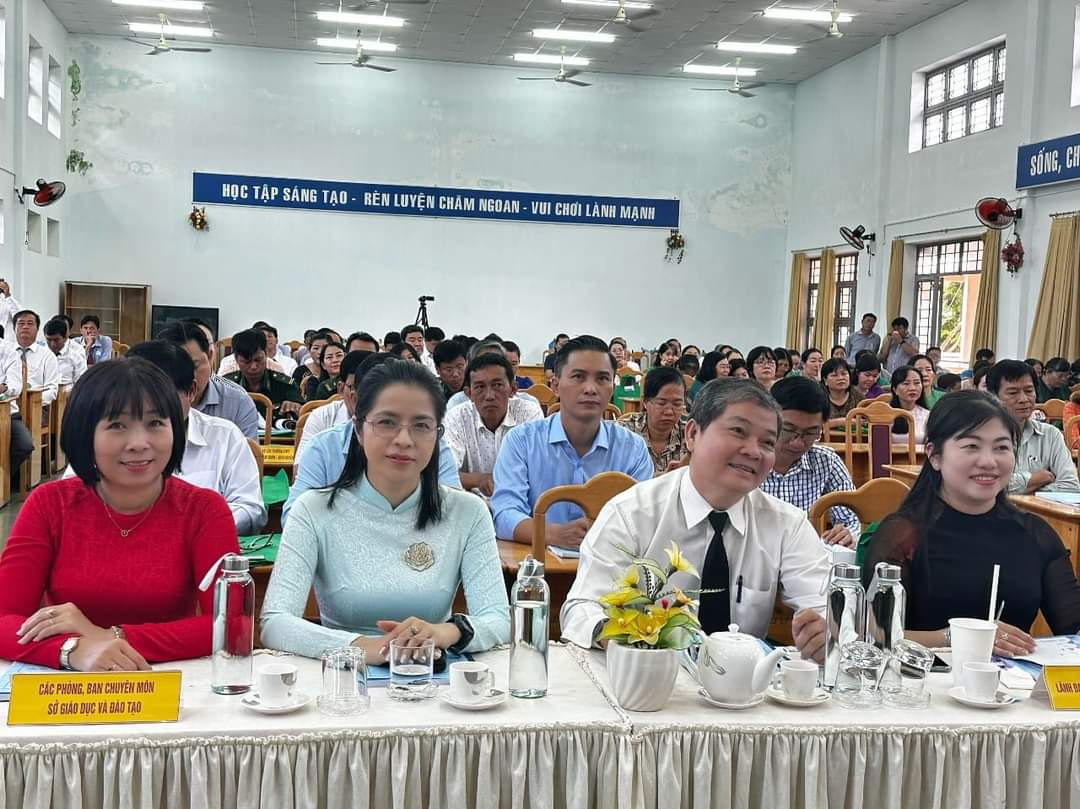 HỌC TẬP SÁNG TẠO - RÈN LUYỆN CHĂM NGOAN - VUI CHƠI LÀNH MẠNH
SỐNG, CH
CÁC PHÒNG, BAN CHUYÊN MÔN
SỞ GIÁO DỤC VÀ ĐÀO TẠO
LÃNH ĐẠ